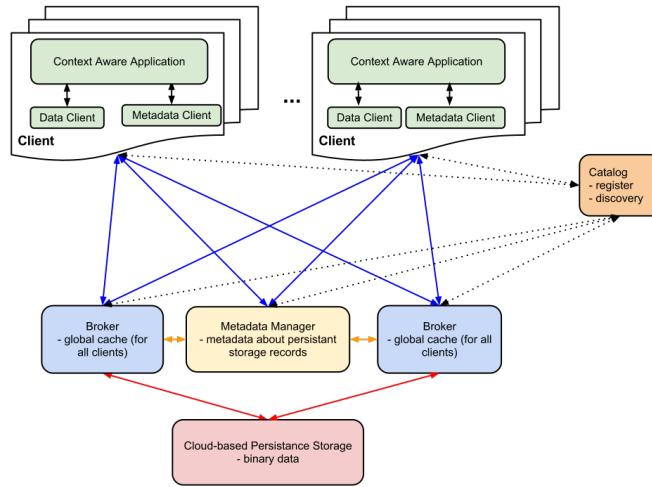 Context Aware Application
Data Client
Metadata Client
Client
...
Context Aware Application
Data Client
Metadata Client
Client
Catalog
- register
- discovery
Broker
- global cache (for
all clients)
Metadata Manager
- metadata about persistant
storage records
Broker
- global cache (for all
clients)
Cloud-based Persistance Storage
- binary data